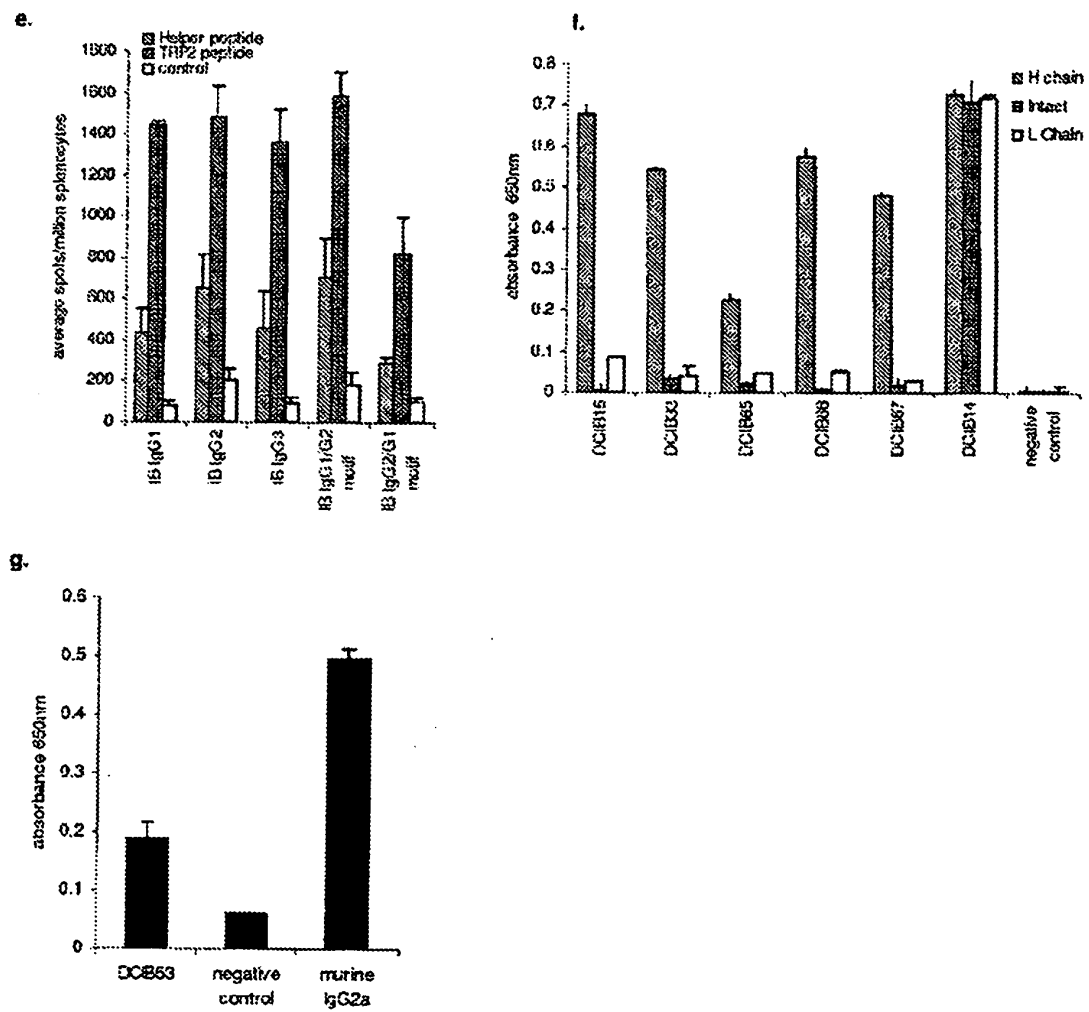 e.
Helper peptide
TRP2 peptide
control
1800
1600
1400
1200
1000
800
600
400
200
0
average spots/million splenocytes
IB IgG1
IB IgG2
IB IgG3
IB IgG1/G2
motif
IB IgG2/G1
motif
f.
H chain
Intact
L Chain
0.8
0.7
0.6
0.5
0.4
0.3
0.2
0.1
0
absorbance 650nm
DCIB15
DCIB33
DCIB65
DCIB66
DCIB67
DCIB14
negative
control
g.
0.6
0.5
0.4
0.3
0.2
0.1
0
absorbance 650nm
DCIB53
negative
control
murine
IgG2a